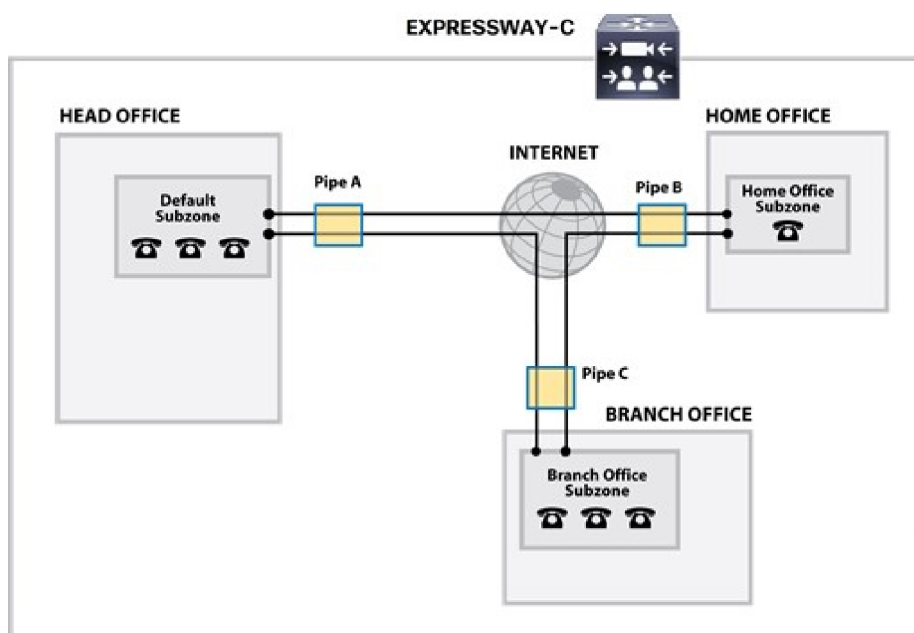 EXPRESSWAY-C
HEAD OFFICE
HOME OFFICE
INTERNET
Pipe A
Pipe B
Default
Subzone
Home Office
Subzone
Pipe C
BRANCH OFFICE
Branch Office
Subzone